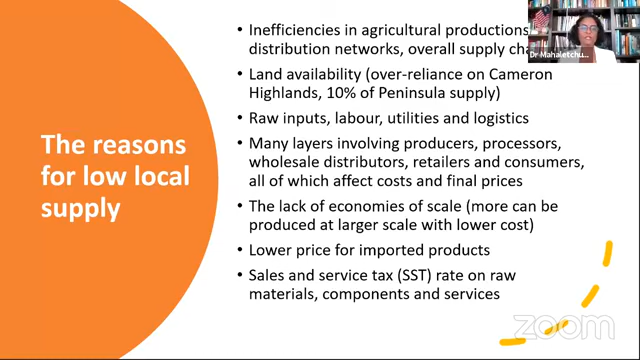 The reasons
for low local
supply
• Inefficiencies in agricultural productions
distribution networks, overall supply cha
• Land availability (over-reliance on Cameron
Highlands, 10% of Peninsula supply)
• Raw inputs, labour, utilities and logistics
• Many layers involving producers, processors,
wholesale distributors, retailers and consumers,
all of which affect costs and final prices
• The lack of economies of scale (more can be
produced at larger scale with lower cost)
• Lower price for imported products
• Sales and service tax (SST) rate on raw
materials, components and services
Dr Mahaletchu...
zoom